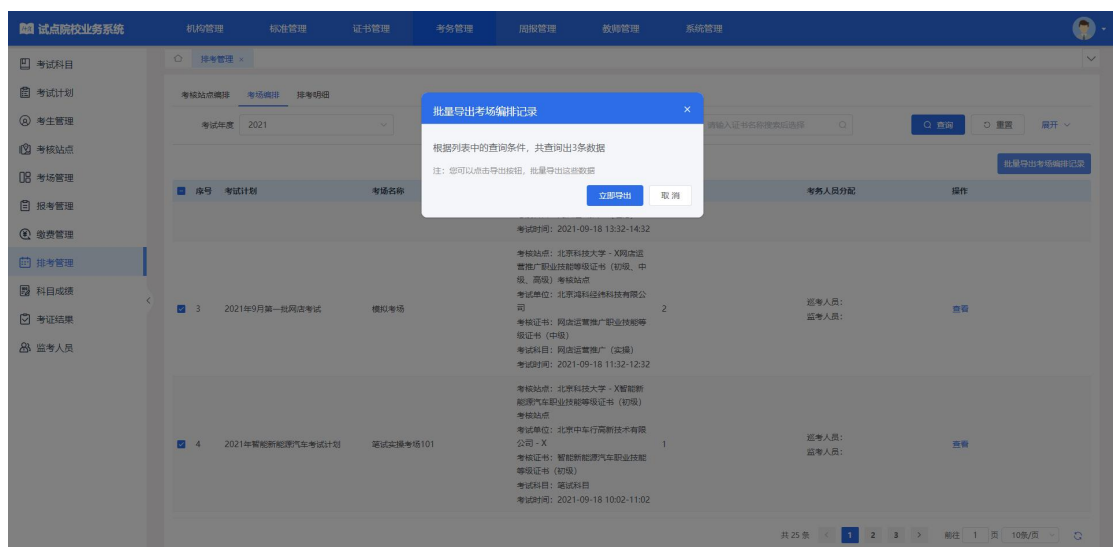 试点院校业务系统
机构管理 标准管理 证书管理 考务管理 周报管理 教师管理 系统管理
考试科目
考试计划
考生管理
考核站点
考场管理
报考管理
缴费管理
排考管理
科目成绩
考证结果
监考人员
排考管理 ×
考核站点编排 考场编排 排考明细
考试年度 2021
请输入证书名称搜索后选择
查询 重置 展开
批量导出考场编排记录
批量导出考场编排记录 ×
根据列表中的查询条件，共查询出3条数据
注：您可以点击导出按钮，批量导出这些数据
立即导出 取消
序号 考试计划 考场名称 考务人员分配 操作
考试时间：2021-09-18 13:32-14:32
3 2021年9月第一批网店考试 模拟考场
考核站点：北京科技大学 - X网店运
营推广职业技能等级证书（初级、中
级、高级）考核站点
考试单位：北京鸿科经纬科技有限公
司
考核证书：网店运营推广职业技能等
级证书（中级）
考试科目：网店运营推广（实操）
考试时间：2021-09-18 11:32-12:32
2
巡考人员：
监考人员：
查看
4 2021年智能新能源汽车考试计划 笔试实操考场101
考核站点：北京科技大学 - X智能新
能源汽车职业技能等级证书（初级）
考核站点
考试单位：北京中车行高新技术有限
公司 - X
考核证书：智能新能源汽车职业技能
等级证书（初级）
考试科目：笔试科目
考试时间：2021-09-18 10:02-11:02
1
巡考人员：
监考人员：
查看
共 25 条 1 2 3 前往 1 页 10条/页